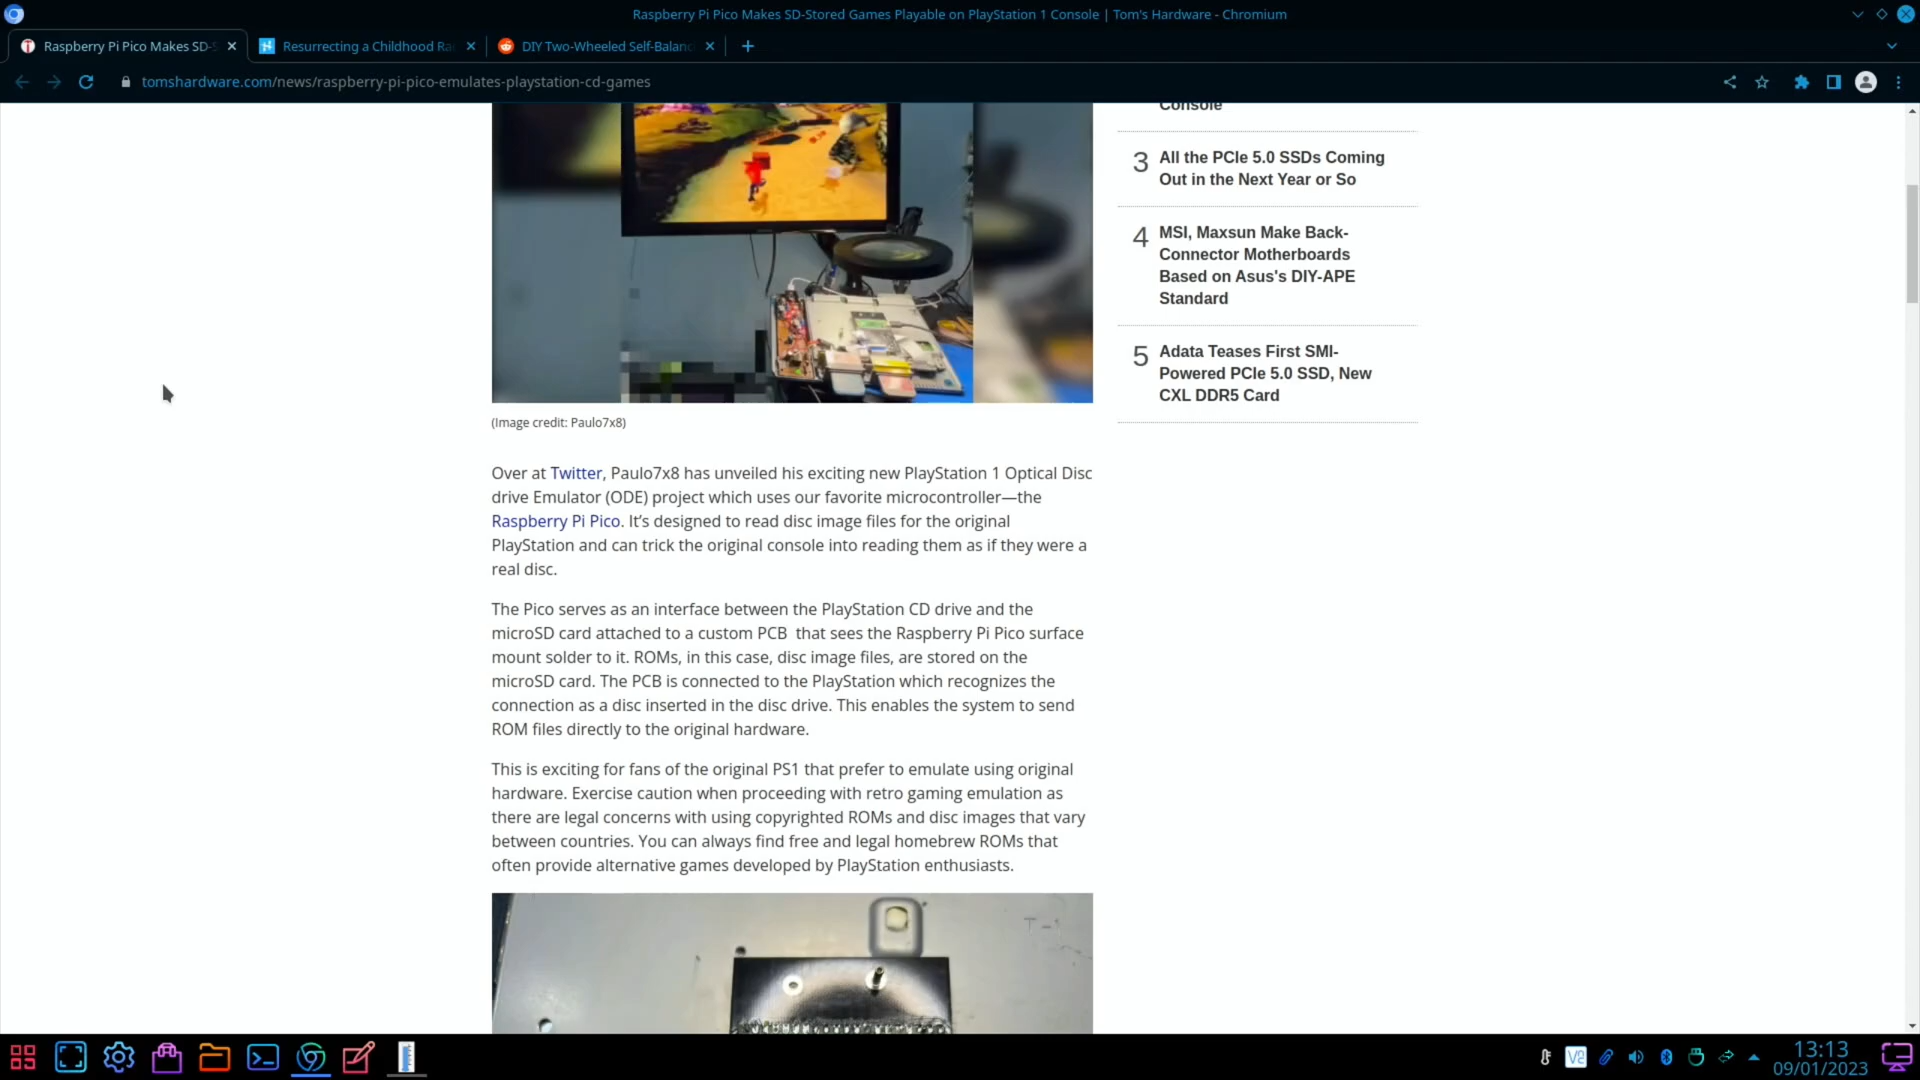 Raspberry Pi Pico Makes SD-Stored Games Playable on PlayStation 1 Console | Tom's Hardware - Chromium
Raspberry Pi Pico Makes SD-S
Resurrecting a Childhood Ra
DIY Two-Wheeled Self-Balanc
tomshardware.com/news/raspberry-pi-pico-emulates-playstation-cd-games
Console
3 All the PCIe 5.0 SSDs Coming
Out in the Next Year or So
4 MSI, Maxsun Make Back-
Connector Motherboards
Based on Asus's DIY-APE
Standard
5 Adata Teases First SMI-
Powered PCIe 5.0 SSD, New
CXL DDR5 Card
(Image credit: Paulo7x8)
Over at Twitter, Paulo7x8 has unveiled his exciting new PlayStation 1 Optical Disc
drive Emulator (ODE) project which uses our favorite microcontroller—the
Raspberry Pi Pico. It’s designed to read disc image files for the original
PlayStation and can trick the original console into reading them as if they were a
real disc.
The Pico serves as an interface between the PlayStation CD drive and the
microSD card attached to a custom PCB  that sees the Raspberry Pi Pico surface
mount solder to it. ROMs, in this case, disc image files, are stored on the
microSD card. The PCB is connected to the PlayStation which recognizes the
connection as a disc inserted in the disc drive. This enables the system to send
ROM files directly to the original hardware.
This is exciting for fans of the original PS1 that prefer to emulate using original
hardware. Exercise caution when proceeding with retro gaming emulation as
there are legal concerns with using copyrighted ROMs and disc images that vary
between countries. You can always find free and legal homebrew ROMs that
often provide alternative games developed by PlayStation enthusiasts.
13:13
09/01/2023